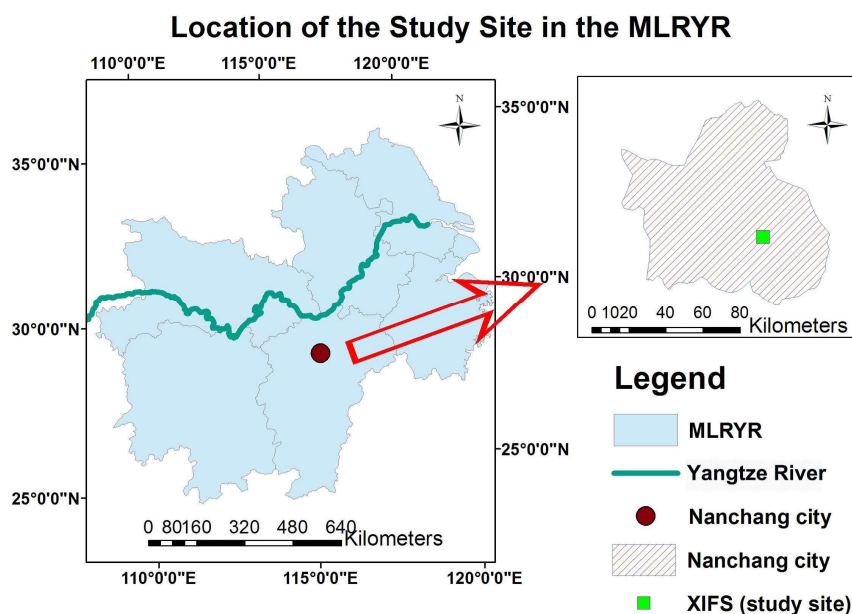 Location of the Study Site in the MLRYR
110°0'0"E 115°0'0"E 120°0'0"E
N
35°0'0"N
35°0'0"N
30°0'0"N
30°0'0"N
25°0'0"N
25°0'0"N
0 80160 320 480 640
Kilometers
110°0'0"E 115°0'0"E 120°0'0"E
N
0 1020 40 60 80
Kilometers
Legend
MLRYR
Yangtze River
Nanchang city
Nanchang city
XIFS (study site)